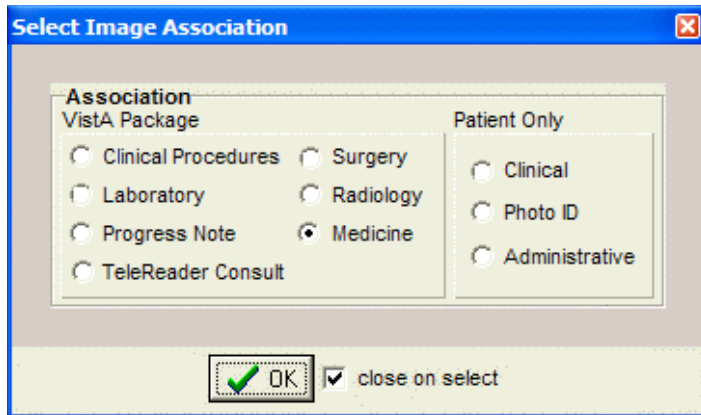 Select Image Association
Association
VistA Package
Patient Only
Clinical Procedures
Surgery
Clinical
Laboratory
Radiology
Photo ID
Progress Note
Medicine
Administrative
TeleReader Consult
OK
close on select